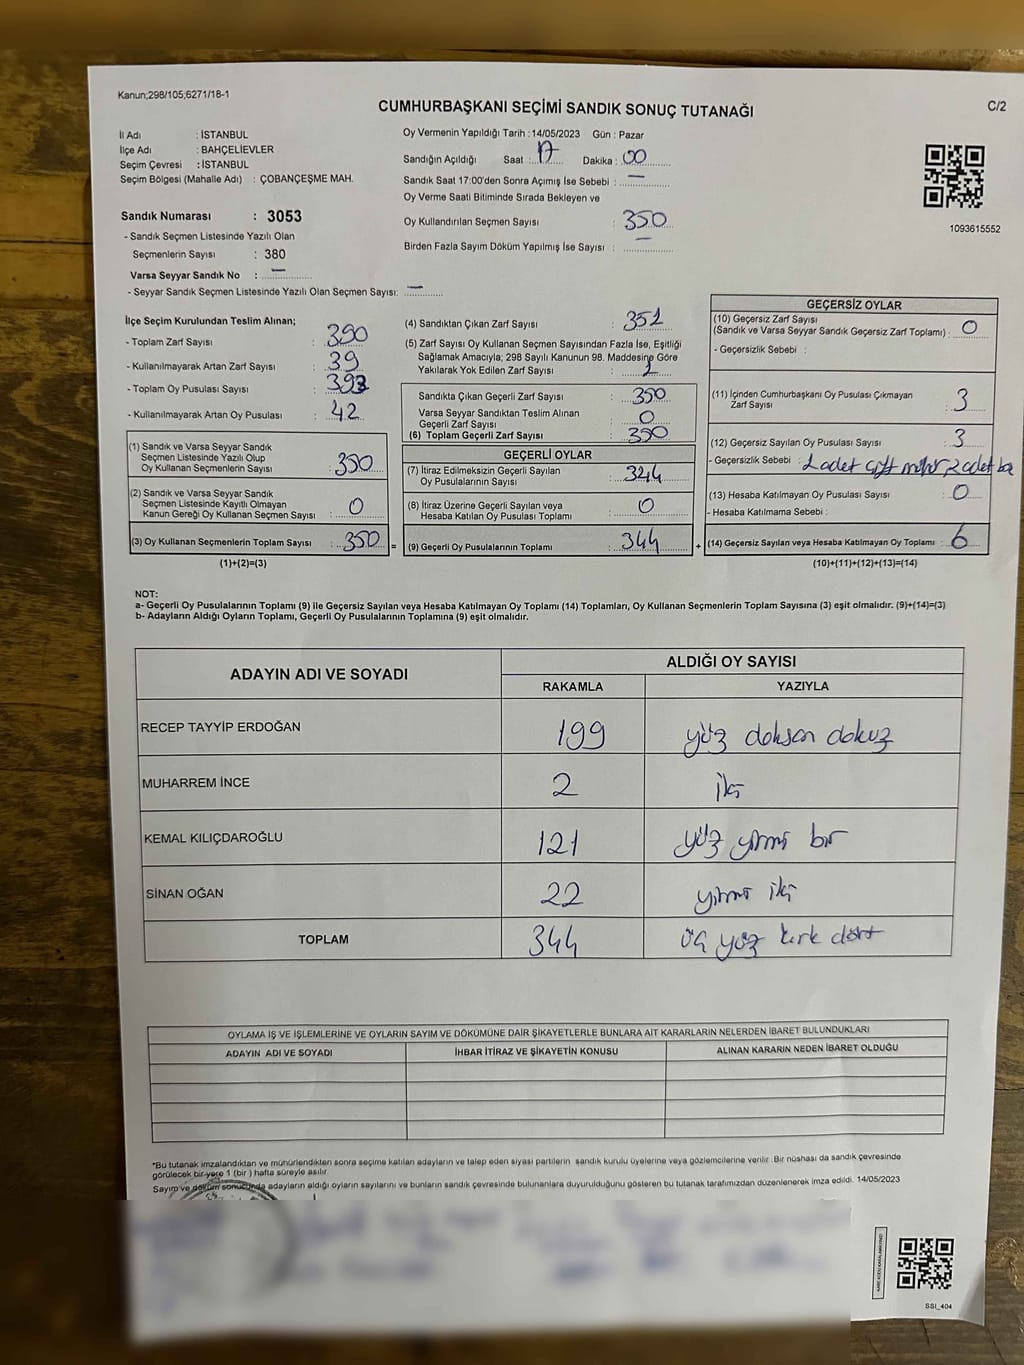 Kanun;298/105;6271/18-1
CUMHURBAŞKANI SEÇİMİ SANDIK SONUÇ TUTANAĞI
C/2
İl Adı : İSTANBUL
İlçe Adı : BAHÇELİEVLER
Seçim Çevresi : İSTANBUL
Seçim Bölgesi (Mahalle Adı) : ÇOBANÇEŞME MAH.
Sandık Numarası : 3053
- Sandık Seçmen Listesinde Yazılı Olan
Seçmenlerin Sayısı : 380
Varsa Seyyar Sandık No : —
- Seyyar Sandık Seçmen Listesinde Yazılı Olan Seçmen Sayısı: —
Oy Vermenin Yapıldığı Tarih : 14/05/2023 Gün : Pazar
Sandığın Açıldığı Saat : 17 Dakika : 00
Sandık Saat 17:00'den Sonra Açımış İse Sebebi : —
Oy Verme Saati Bitiminde Sırada Bekleyen ve
Oy Kullandırılan Seçmen Sayısı : 350
Birden Fazla Sayım Döküm Yapılmış İse Sayısı : —
1093615552
İlçe Seçim Kurulundan Teslim Alınan;
- Toplam Zarf Sayısı : 390
- Kullanılmayarak Artan Zarf Sayısı : 39
- Toplam Oy Pusulası Sayısı : 392
- Kullanılmayarak Artan Oy Pusulası : 42
(1) Sandık ve Varsa Seyyar Sandık
Seçmen Listesinde Yazılı Olup
Oy Kullanan Seçmenlerin Sayısı : 350
(2) Sandık ve Varsa Seyyar Sandık
Seçmen Listesinde Kayıtlı Olmayan
Kanun Gereği Oy Kullanan Seçmen Sayısı : 0
(3) Oy Kullanan Seçmenlerin Toplam Sayısı : 350 =
(1)+(2)=(3)
(4) Sandıktan Çıkan Zarf Sayısı : 351
(5) Zarf Sayısı Oy Kullanan Seçmen Sayısından Fazla İse, Eşitliği
Sağlamak Amacıyla; 298 Sayılı Kanunun 98. Maddesine Göre
Yakılarak Yok Edilen Zarf Sayısı : 1
Sandıkta Çıkan Geçerli Zarf Sayısı : 350
Varsa Seyyar Sandıktan Teslim Alınan
Geçerli Zarf Sayısı : 0
(6) Toplam Geçerli Zarf Sayısı : 350
GEÇERLİ OYLAR
(7) İtiraz Edilmeksizin Geçerli Sayılan
Oy Pusulalarının Sayısı : 344
(8) İtiraz Üzerine Geçerli Sayılan veya
Hesaba Katılan Oy Pusulası Toplamı : 0
(9) Geçerli Oy Pusulalarının Toplamı : 344 +
GEÇERSİZ OYLAR
(10) Geçersiz Zarf Sayısı
(Sandık ve Varsa Seyyar Sandık Geçersiz Zarf Toplamı) : 0
- Geçersizlik Sebebi :
(11) İçinden Cumhurbaşkanı Oy Pusulası Çıkmayan
Zarf Sayısı : 3
(12) Geçersiz Sayılan Oy Pusulası Sayısı : 3
- Geçersizlik Sebebi : 1 adet çift mühür 2 adet boş
(13) Hesaba Katılmayan Oy Pusulası Sayısı : 0
- Hesaba Katılmama Sebebi :
(14) Geçersiz Sayılan veya Hesaba Katılmayan Oy Toplamı : 6
(10)+(11)+(12)+(13)=(14)
NOT:
a- Geçerli Oy Pusulalarının Toplamı (9) ile Geçersiz Sayılan veya Hesaba Katılmayan Oy Toplamı (14) Toplamları, Oy Kullanan Seçmenlerin Toplam Sayısına (3) eşit olmalıdır. (9)+(14)=(3)
b- Adayların Aldığı Oyların Toplamı, Geçerli Oy Pusulalarının Toplamına (9) eşit olmalıdır.
ADAYIN ADI VE SOYADI
ALDIĞI OY SAYISI
RAKAMLA YAZIYLA
RECEP TAYYİP ERDOĞAN 199 yüz doksan dokuz
MUHARREM İNCE 2 iki
KEMAL KILIÇDAROĞLU 121 yüz yirmi bir
SİNAN OĞAN 22 yirmi iki
TOPLAM 344 üç yüz kırk dört
OYLAMA İŞ VE İŞLEMLERİNE VE OYLARIN SAYIM VE DÖKÜMÜNE DAİR ŞİKAYETLERLE BUNLARA AİT KARARLARIN NELERDEN İBARET BULUNDUKLARI
ADAYIN ADI VE SOYADI İHBAR İTİRAZ VE ŞİKAYETİN KONUSU ALINAN KARARIN NEDEN İBARET OLDUĞU
*Bu tutanak imzalandıktan ve mühürlendikten sonra seçime katılan adayların ve talep eden siyasi partilerin sandık kurulu üyelerine veya gözlemcilerine verilir .Bir nüshası da sandık çevresinde
görülecek bir yere 1 (bir ) hafta süreyle asılır.
Sayım ve döküm sonucunda adayların aldığı oyların sayılarını ve bunların sandık çevresinde bulunanlara duyurulduğunu gösteren bu tutanak tarafımızdan düzenlenerek imza edildi. 14/05/2023
SSI_404